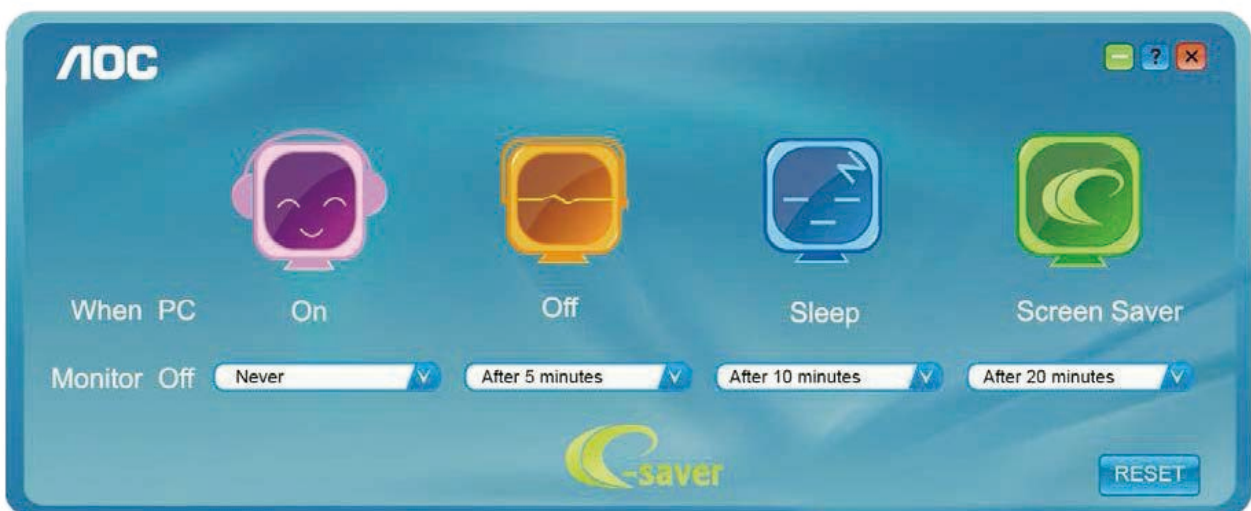 AOC
?
When PC On Off Sleep Screen Saver
Monitor Off Never After 5 minutes After 10 minutes After 20 minutes
e-saver
RESET